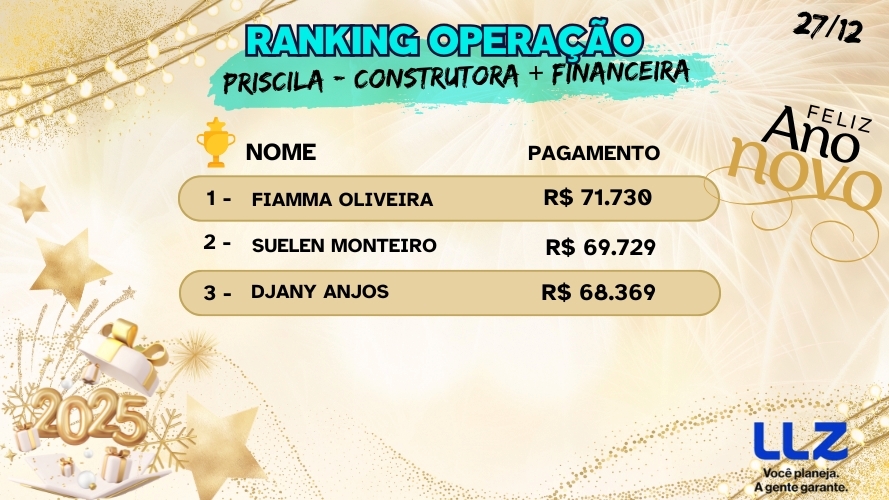 RANKING OPERAÇÃO
PRISCILA - CONSTRUTORA + FINANCEIRA
27/12
FELIZ
Ano
novo
NOME PAGAMENTO
1 - FIAMMA OLIVEIRA R$ 71.730
2 - SUELEN MONTEIRO R$ 69.729
3 - DJANY ANJOS R$ 68.369
2025
LLZ
Você planeja.
A gente garante.